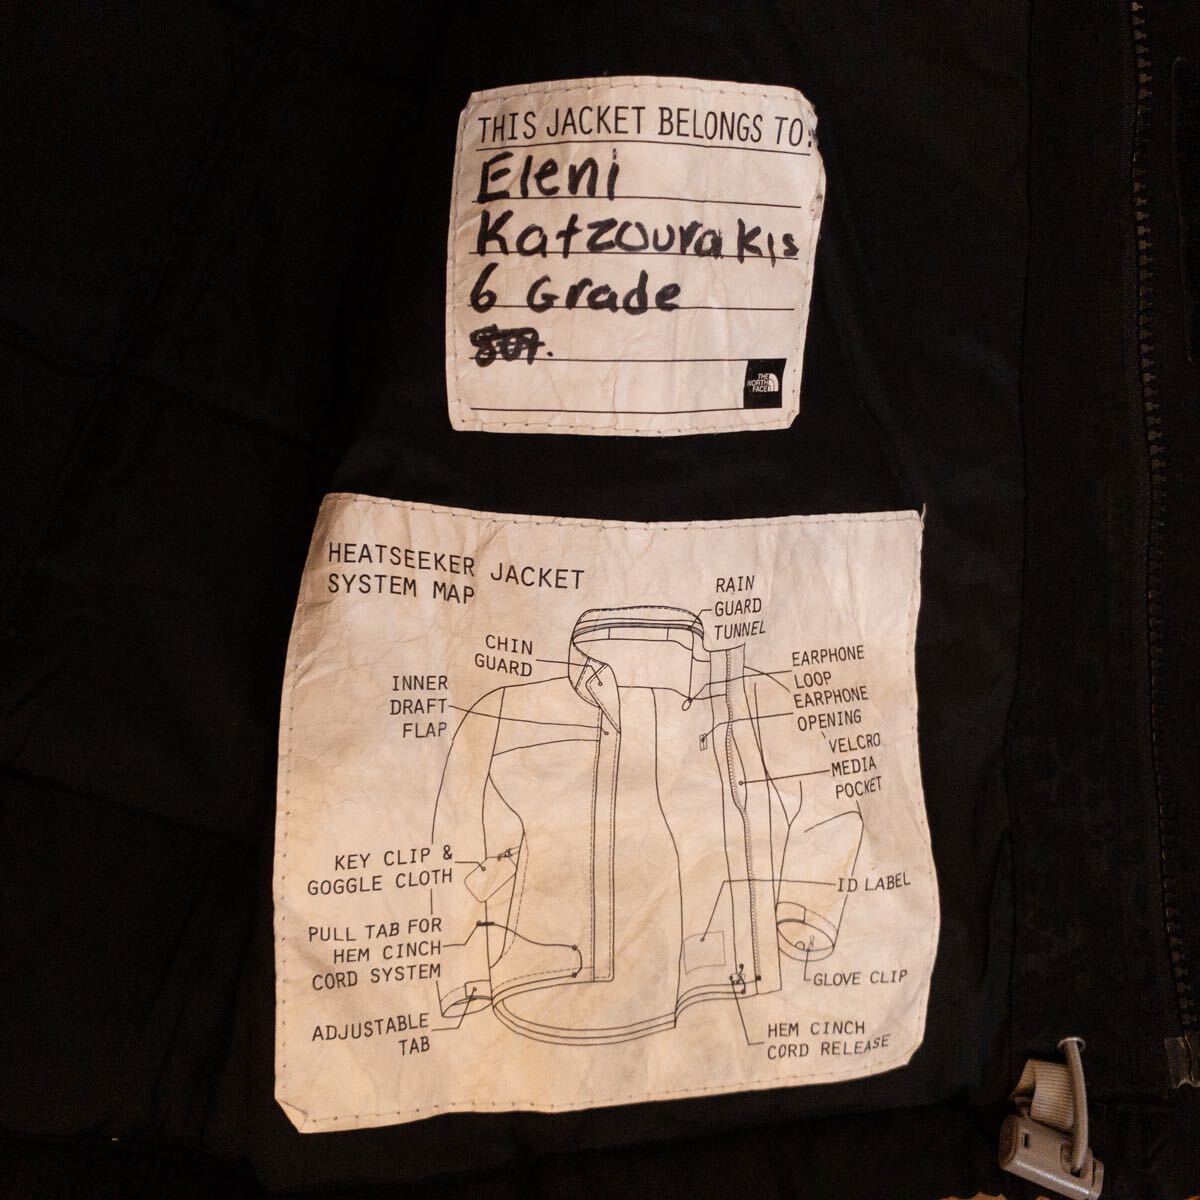 THIS JACKET BELONGS TO:
Eleni
Katzourakis
6 Grade
THE
NORTH
FACE
HEATSEEKER JACKET
SYSTEM MAP
RAIN
GUARD
TUNNEL
CHIN
GUARD
EARPHONE
LOOP
INNER
DRAFT
FLAP
EARPHONE
OPENING
VELCRO
MEDIA
POCKET
KEY CLIP &
GOGGLE CLOTH
ID LABEL
PULL TAB FOR
HEM CINCH
CORD SYSTEM
GLOVE CLIP
ADJUSTABLE
TAB
HEM CINCH
CORD RELEASE